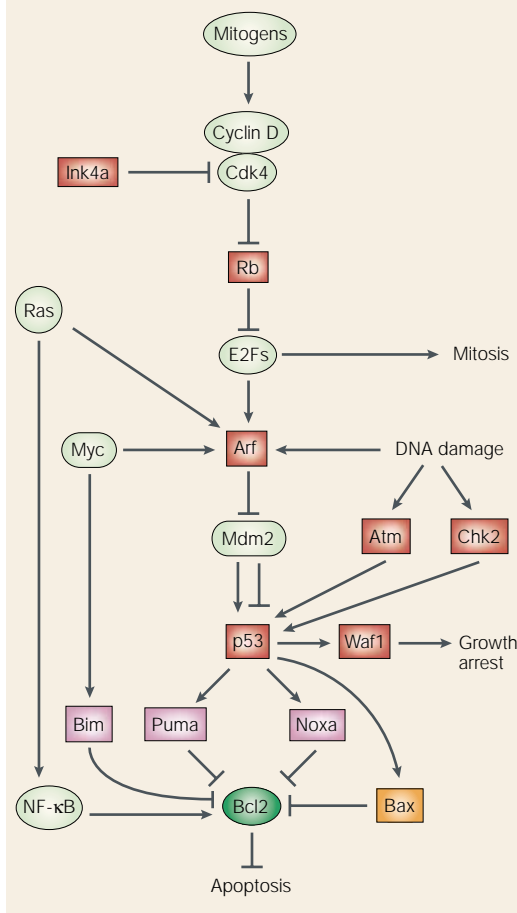 Mitogens
Cyclin D
Ink4a
Cdk4
Rb
Ras
E2Fs
Mitosis
Myc
Arf
DNA damage
Mdm2
Atm
Chk2
p53
Waf1
Growth
arrest
Bim
Puma
Noxa
NF-κB
Bcl2
Bax
Apoptosis